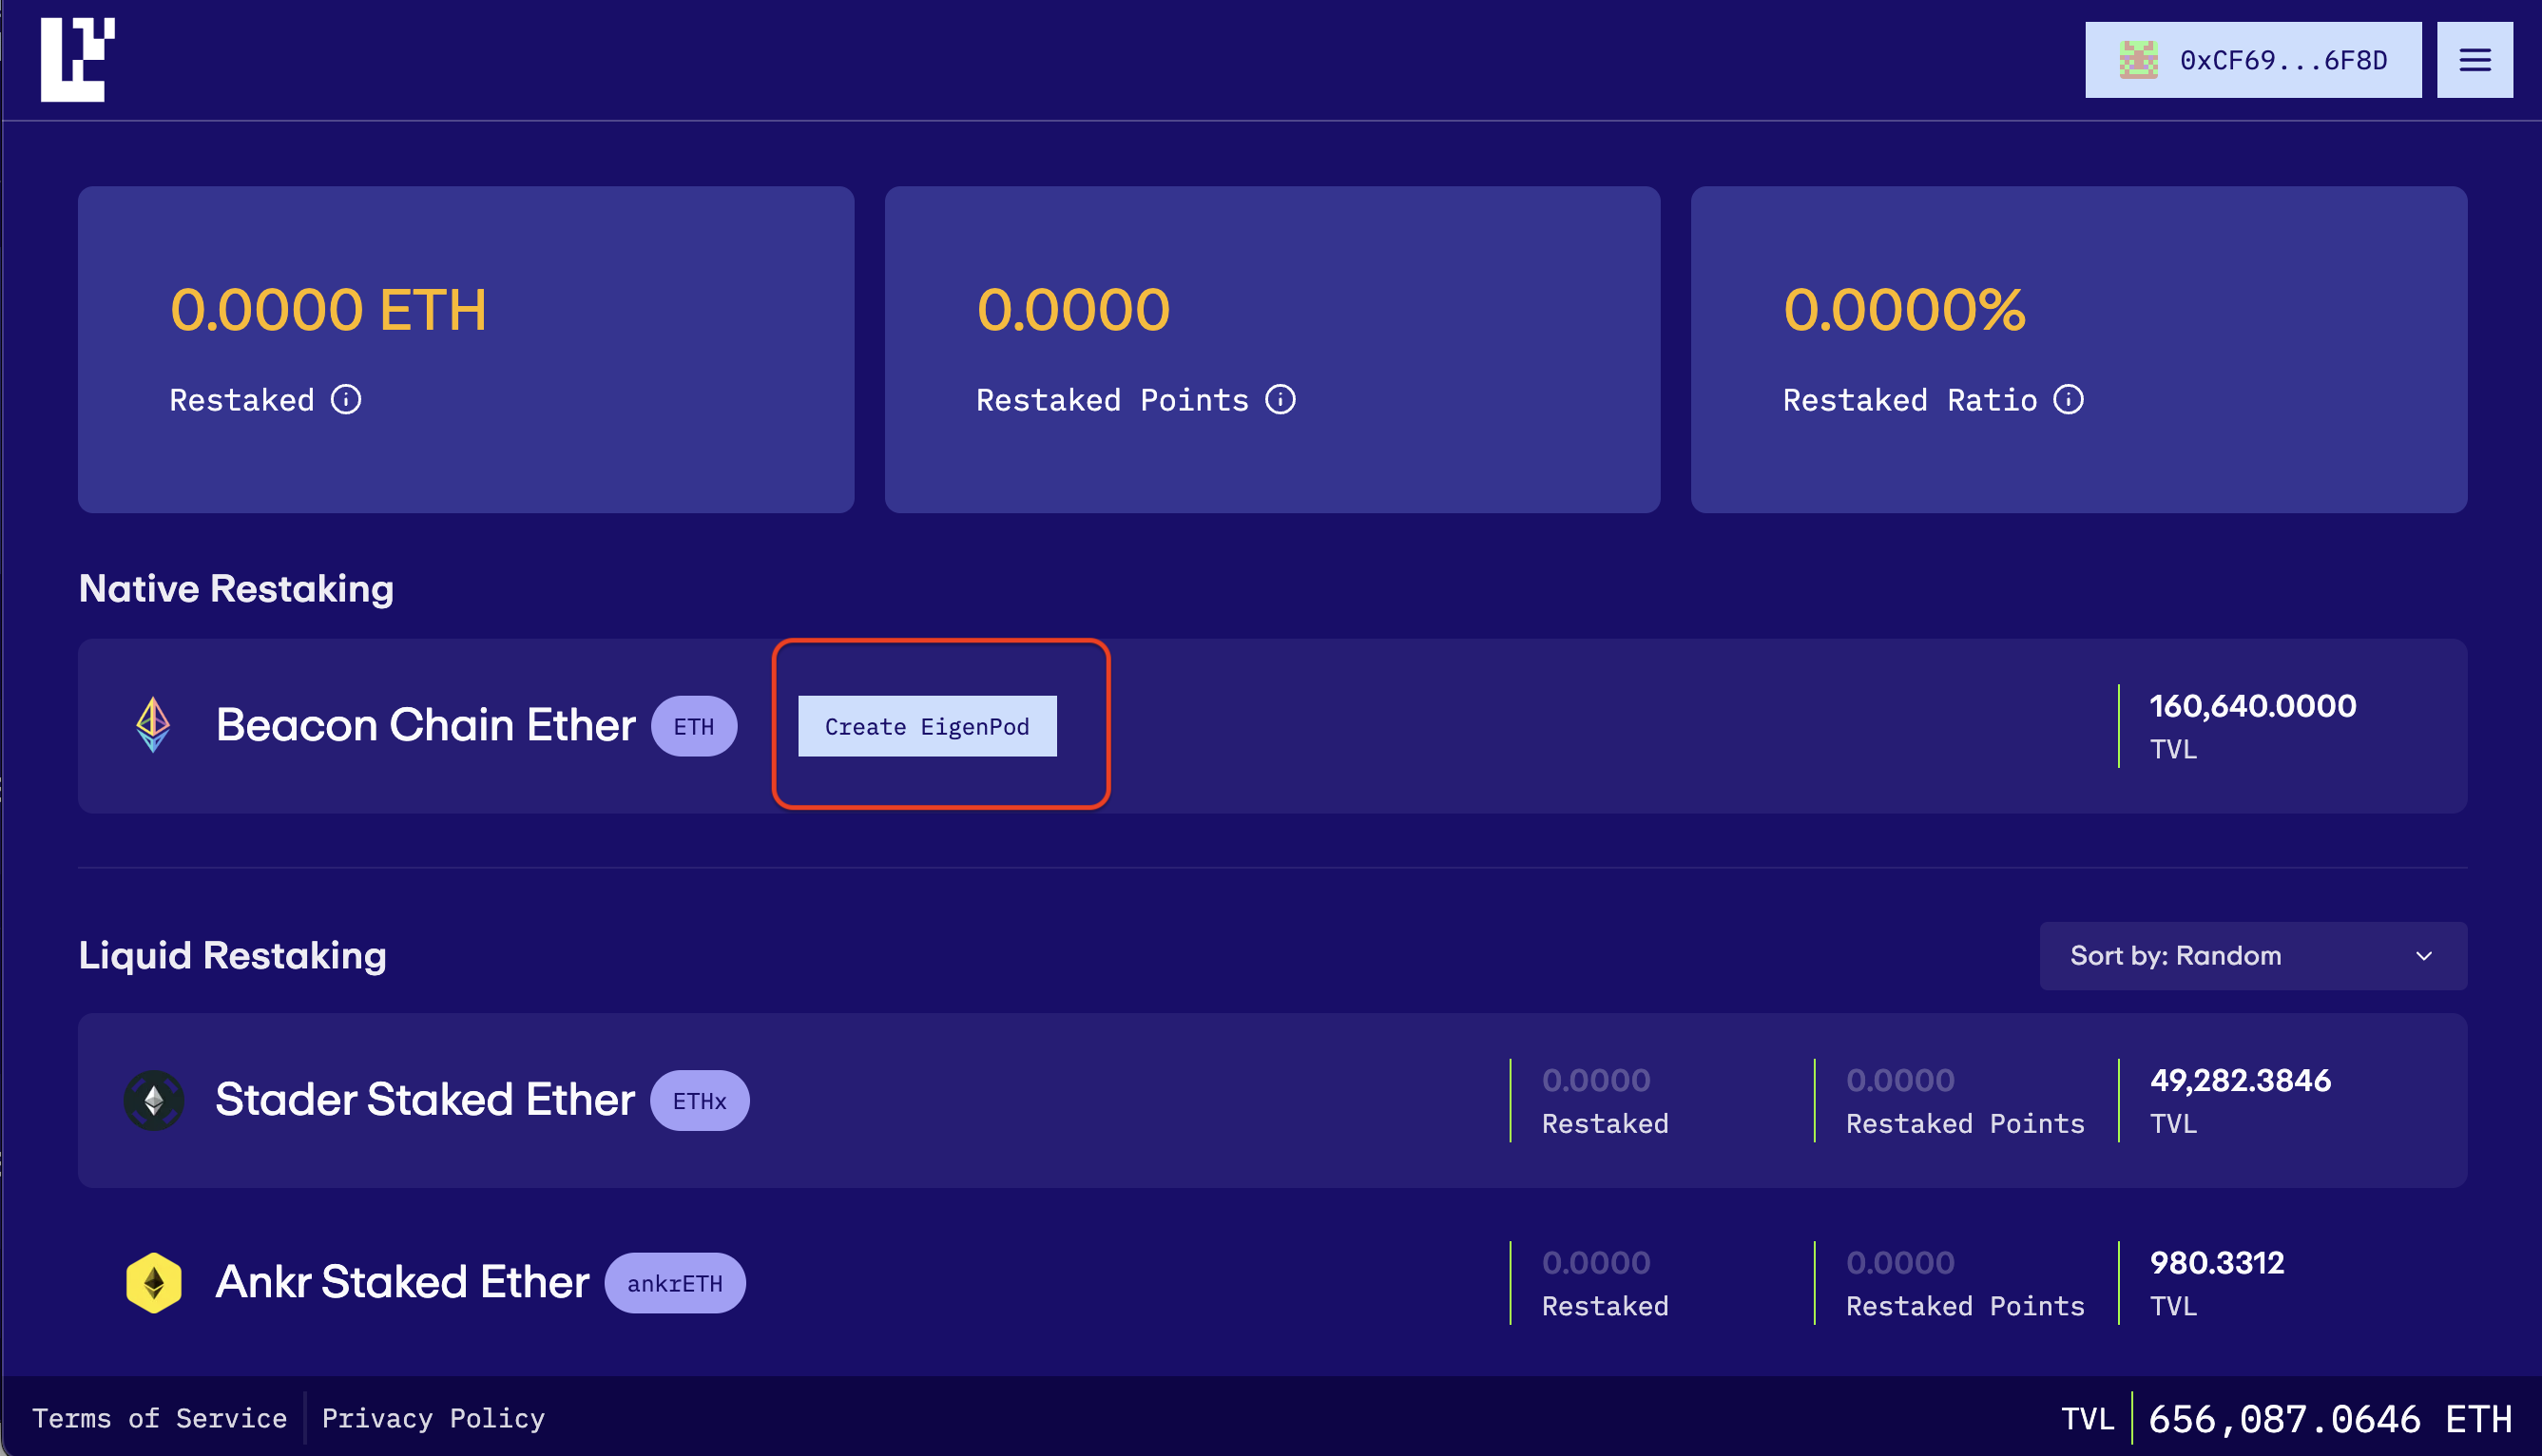 0xCF69...6F8D
0.0000 ETH
Restaked
0.0000
Restaked Points
0.0000%
Restaked Ratio
Native Restaking
Beacon Chain Ether ETH Create EigenPod
160,640.0000
TVL
Liquid Restaking
Sort by: Random
Stader Staked Ether ETHx
0.0000
Restaked
0.0000
Restaked Points
49,282.3846
TVL
Ankr Staked Ether ankrETH
0.0000
Restaked
0.0000
Restaked Points
980.3312
TVL
Terms of Service Privacy Policy
TVL 656,087.0646 ETH